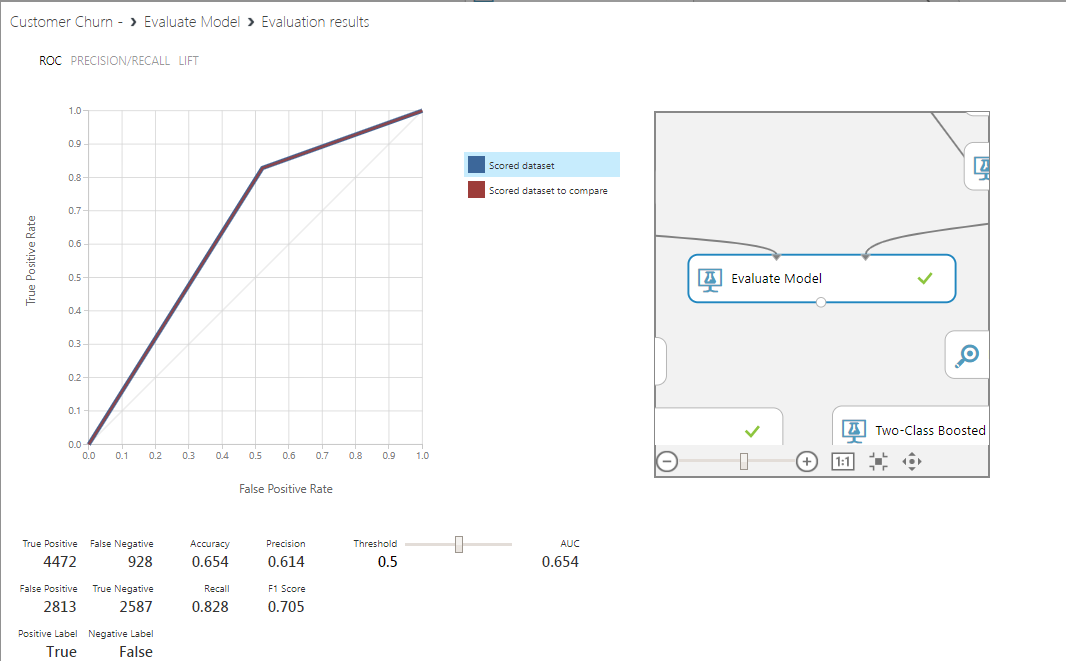 Customer Churn - › Evaluate Model › Evaluation results
ROC PRECISION/RECALL LIFT
1.0
0.9
0.8
0.7
0.6
0.5
0.4
0.3
0.2
0.1
0.0
True Positive Rate
0.0 0.1 0.2 0.3 0.4 0.5 0.6 0.7 0.8 0.9 1.0
False Positive Rate
Scored dataset
Scored dataset to compare
Evaluate Model
Two-Class Boosted
1:1
True Positive False Negative Accuracy Precision Threshold AUC
4472 928 0.654 0.614 0.5 0.654
False Positive True Negative Recall F1 Score
2813 2587 0.828 0.705
Positive Label Negative Label
True False